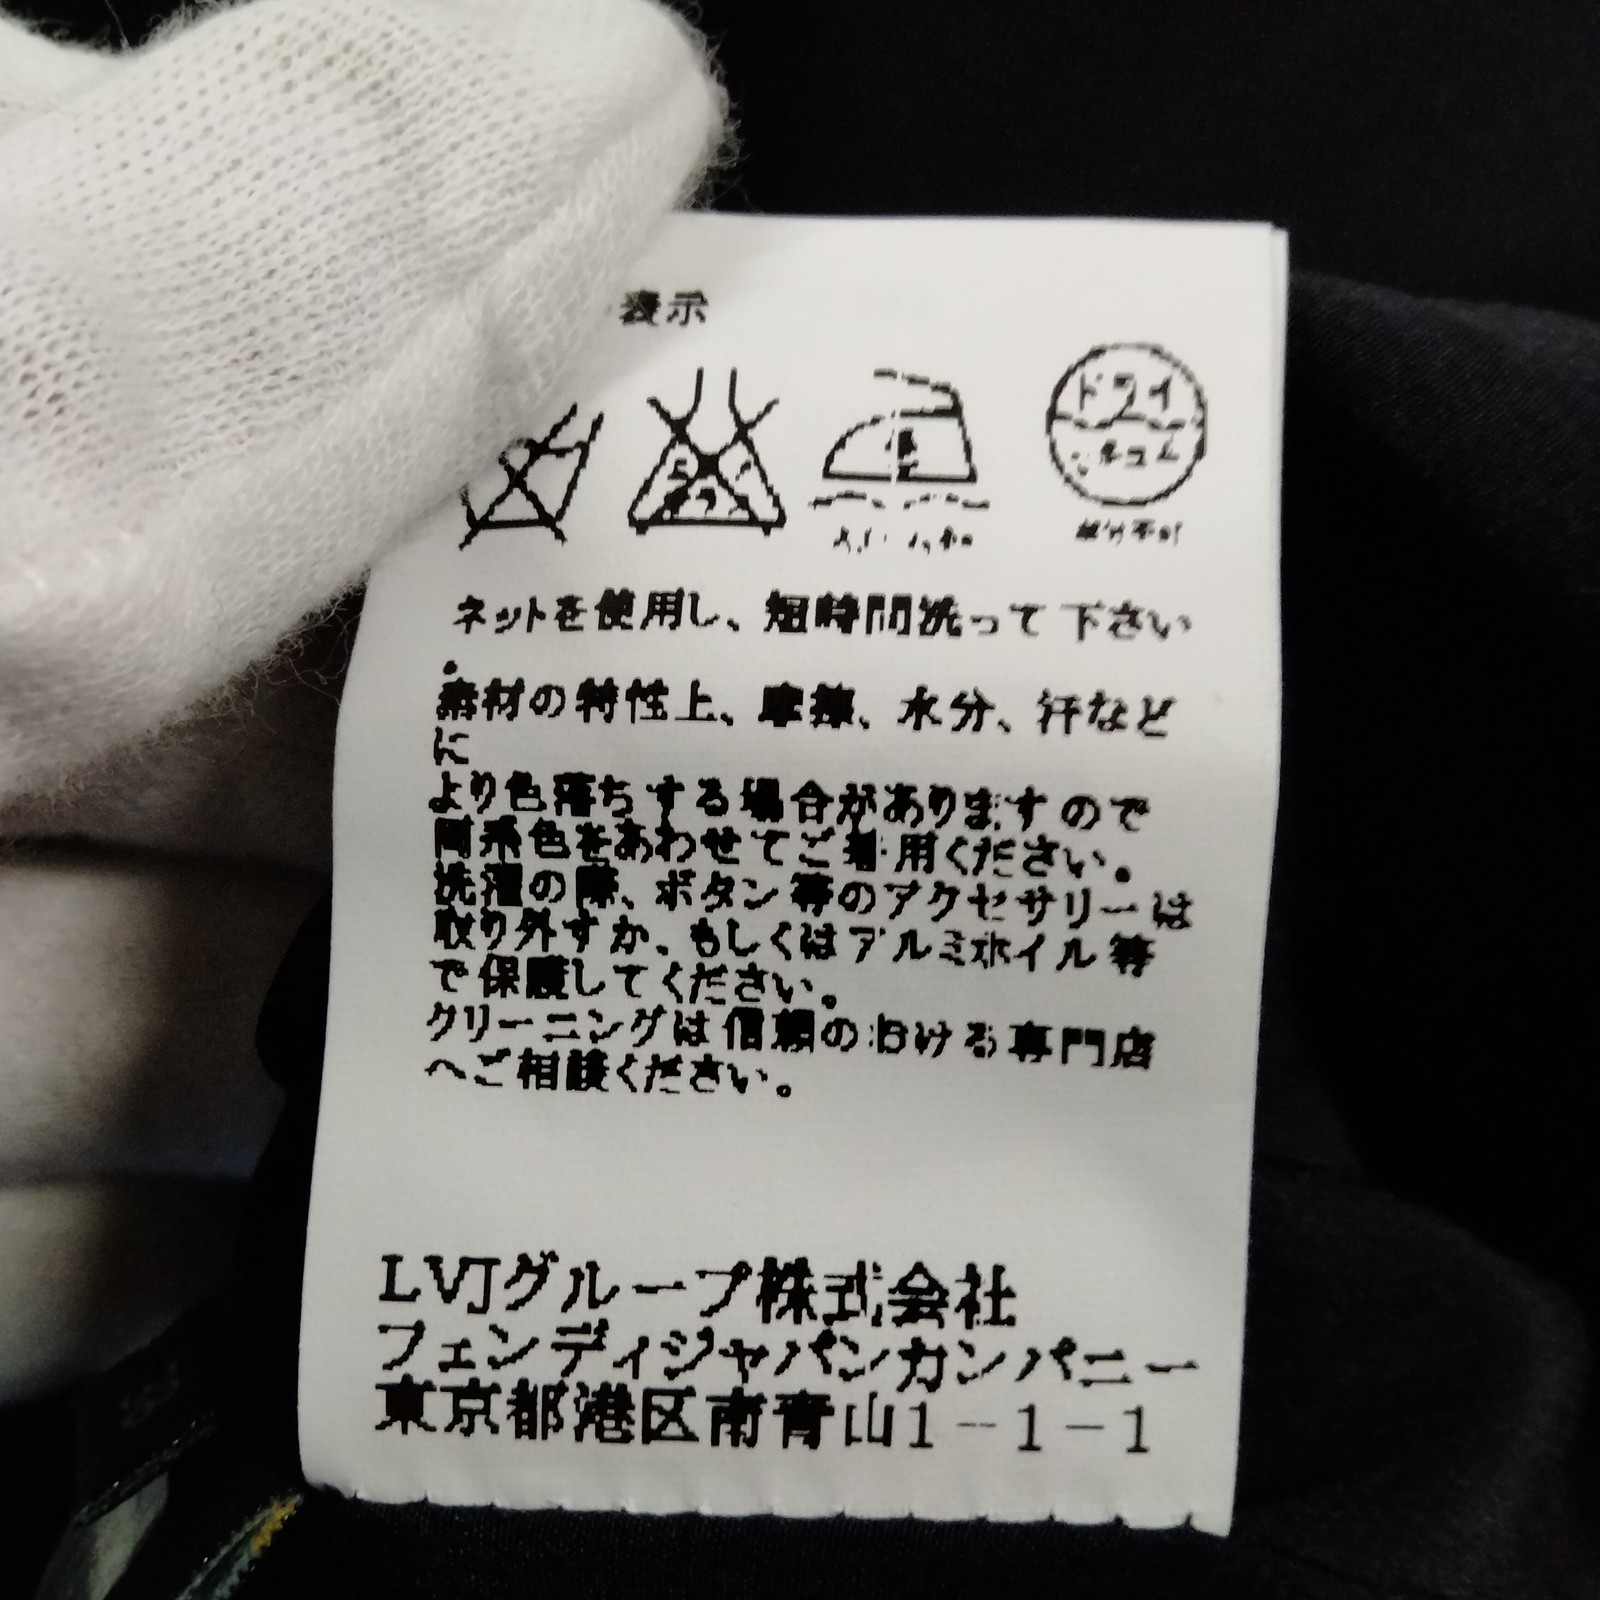 表示
ドライ
ネットを使用し、短時間洗って下さい
。
素材の特性上、摩擦、水分、汗など
に
より色落ちする場合がありますので
同系色をあわせてご着用ください。
洗濯の際、ボタン等のアクセサリーは
取り外すか、もしくはアルミホイル等
で保護してください。
クリーニングは信頼のおける専門店
へご相談ください。
LVJグループ株式会社
フェンディジャパンカンパニー
東京都港区南青山1-1-1